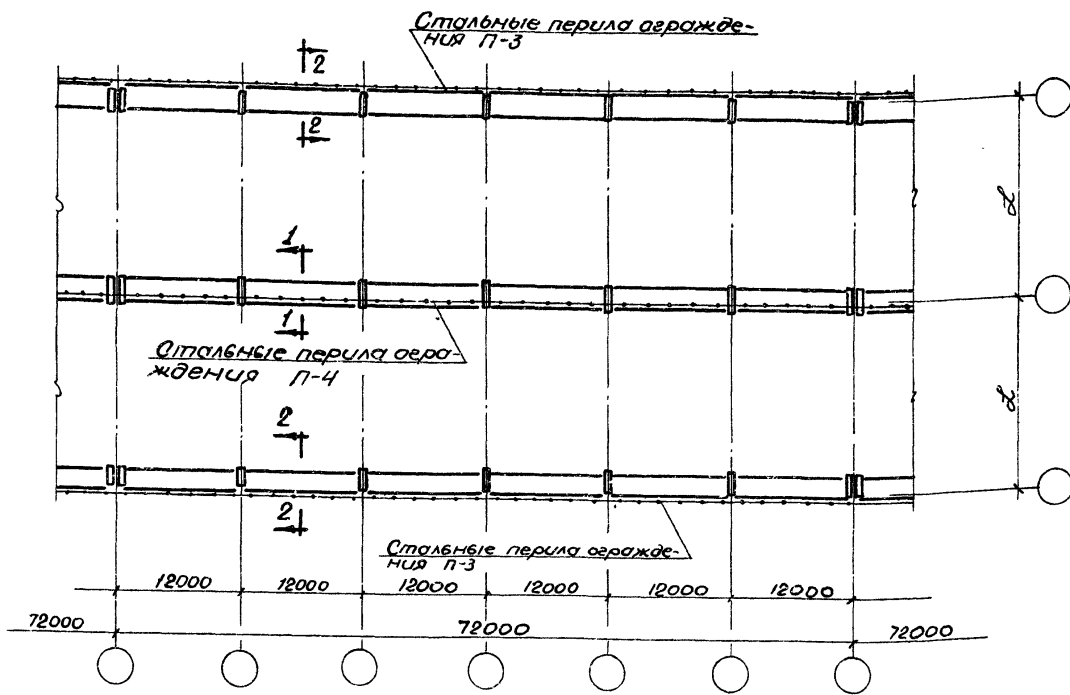 Стальные перила огражде-
ния П-3
2
2
1
1
Стальные перила огра-
ждения П-4
2
2
Стальные перила огражде-
ния П-3
12000 12000 12000 12000 12000 12000
72000 72000 72000